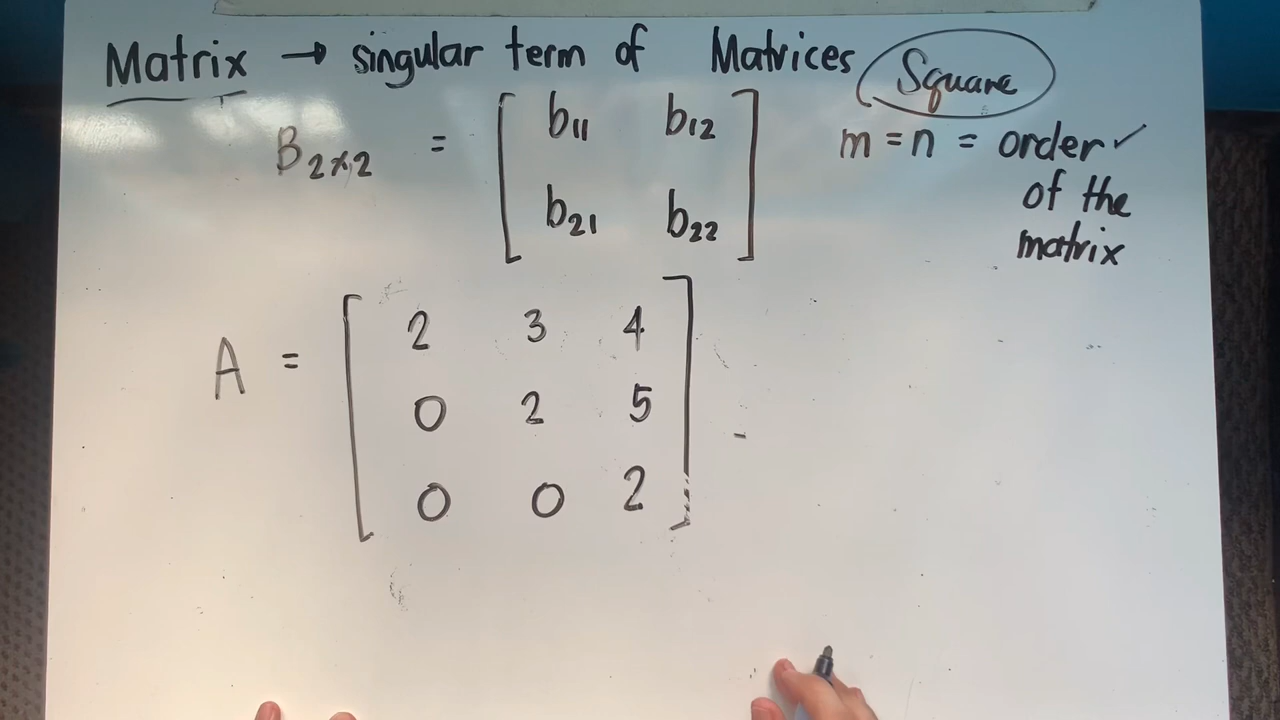 Matrix → singular term of Matrices Square
B2×2 = [ b11 b12
b21 b22 ]
m = n = order ✓
of the
matrix
A = [ 2 3 4
0 2 5
0 0 2 ]